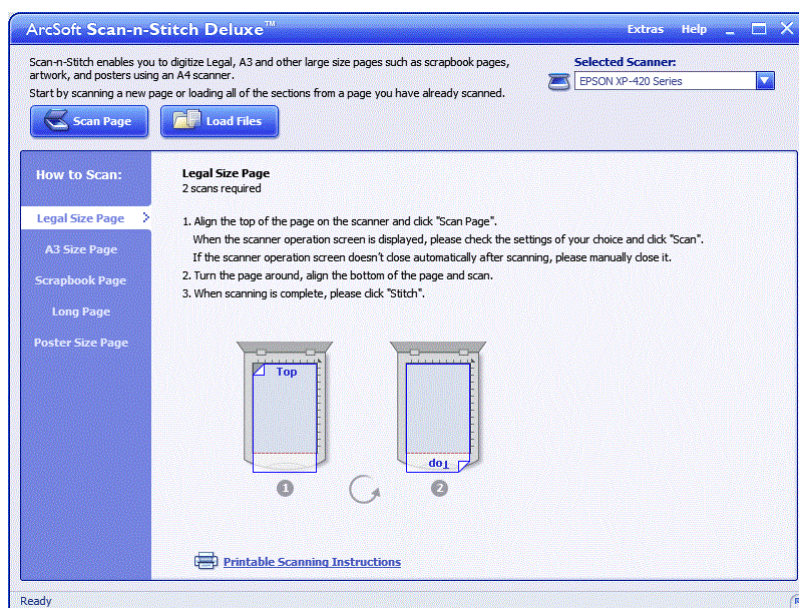 ArcSoft Scan-n-Stitch Deluxe™
Extras Help
Scan-n-Stitch enables you to digitize Legal, A3 and other large size pages such as scrapbook pages,
artwork, and posters using an A4 scanner.
Start by scanning a new page or loading all of the sections from a page you have already scanned.
Selected Scanner:
EPSON XP-420 Series
Scan Page
Load Files
How to Scan:
Legal Size Page
A3 Size Page
Scrapbook Page
Long Page
Poster Size Page
Legal Size Page
2 scans required
1. Align the top of the page on the scanner and click "Scan Page".
When the scanner operation screen is displayed, please check the settings of your choice and click "Scan".
If the scanner operation screen doesn't close automatically after scanning, please manually close it.
2. Turn the page around, align the bottom of the page and scan.
3. When scanning is complete, please click "Stitch".
Top
Top
1
2
Printable Scanning Instructions
Ready